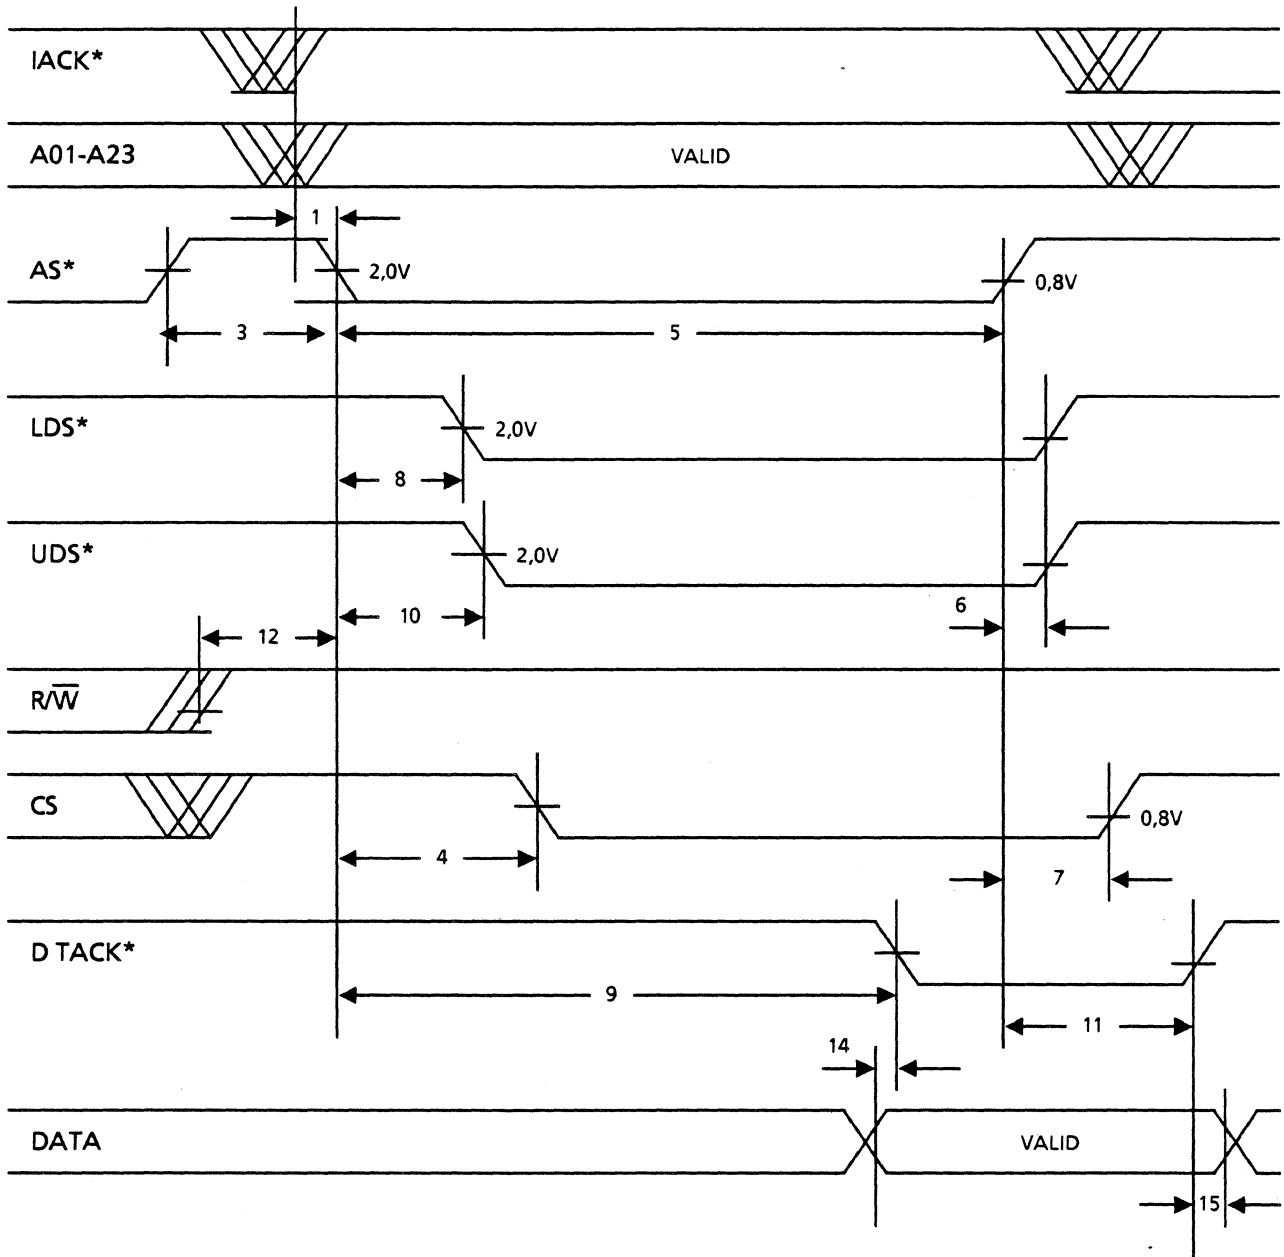 IACK*
A01-A23
VALID
1
AS*
2,0V
0,8V
3
5
LDS*
2,0V
8
UDS*
2,0V
10
6
12
R/W̅
CS
0,8V
4
7
D TACK*
9
11
14
DATA
VALID
15